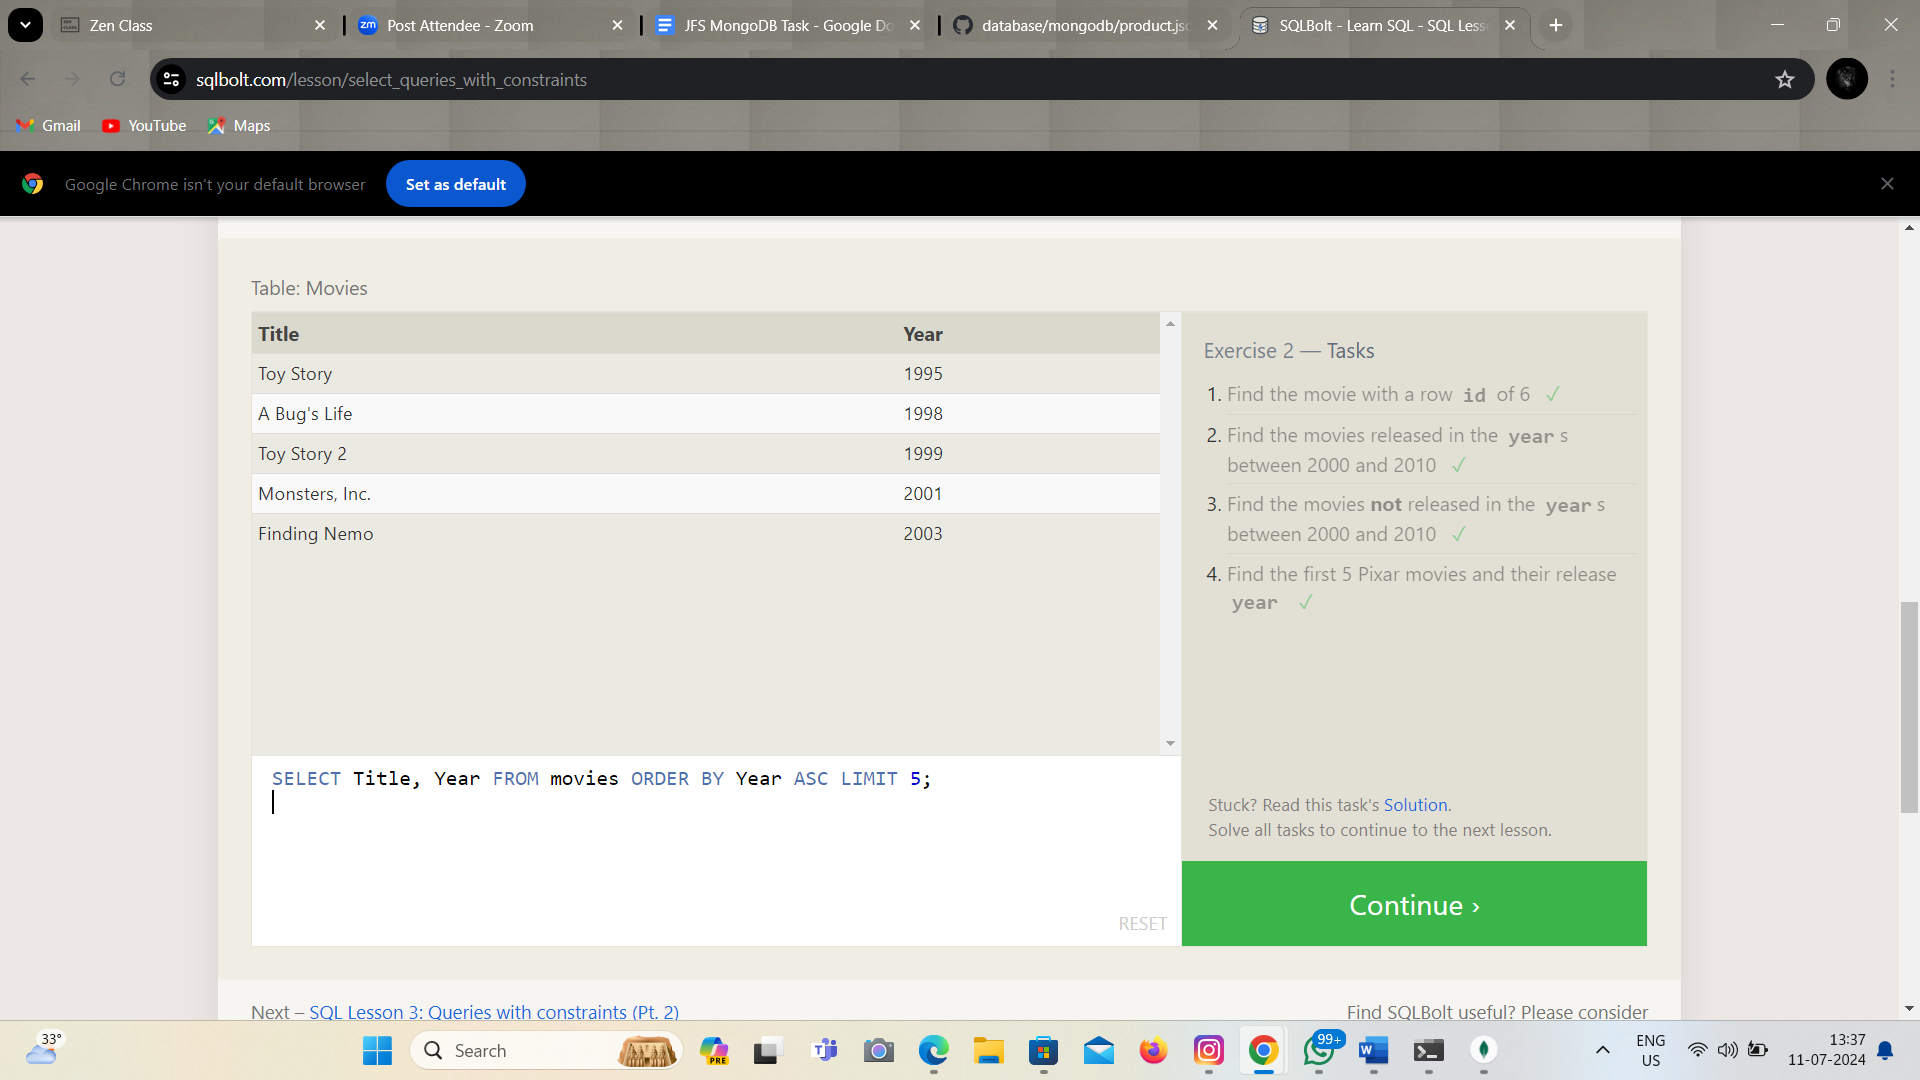 Zen Class
Post Attendee - Zoom
JFS MongoDB Task - Google Do
database/mongodb/product.jsc
SQLBolt - Learn SQL - SQL Less
sqlbolt.com/lesson/select_queries_with_constraints
Gmail
YouTube
Maps
Google Chrome isn't your default browser
Set as default
Table: Movies
Title Year
Toy Story 1995
A Bug's Life 1998
Toy Story 2 1999
Monsters, Inc. 2001
Finding Nemo 2003
SELECT Title, Year FROM movies ORDER BY Year ASC LIMIT 5;
RESET
Exercise 2 — Tasks
1. Find the movie with a row id of 6 ✓
2. Find the movies released in the year s
between 2000 and 2010 ✓
3. Find the movies not released in the year s
between 2000 and 2010 ✓
4. Find the first 5 Pixar movies and their release
year ✓
Stuck? Read this task's Solution.
Solve all tasks to continue to the next lesson.
Continue ›
Next – SQL Lesson 3: Queries with constraints (Pt. 2)
Find SQLBolt useful? Please consider
33°
Search
PRE
99+
ENG
US
13:37
11-07-2024